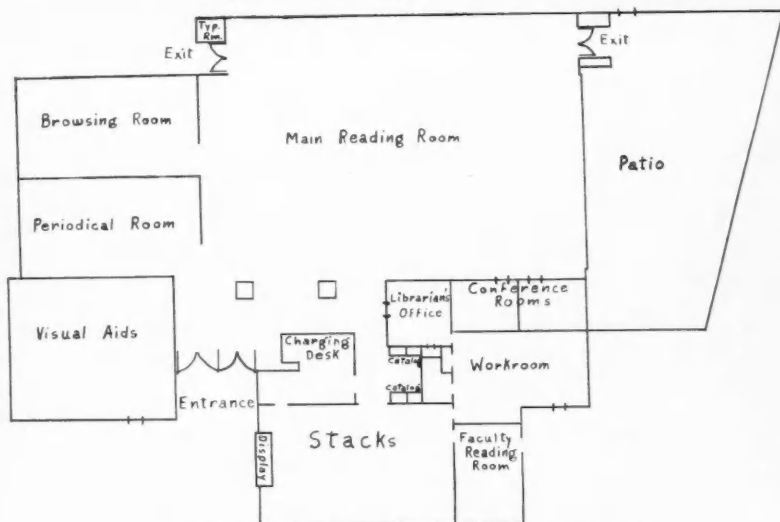 Typ.
Rm.
Exit
Exit
Browsing Room
Main Reading Room
Patio
Periodical Room
Librarian's
Office
Conference
Rooms
Visual Aids
Charging
Desk
Catalog
Workroom
Catalog
Entrance
Stacks
Display
Faculty
Reading
Room